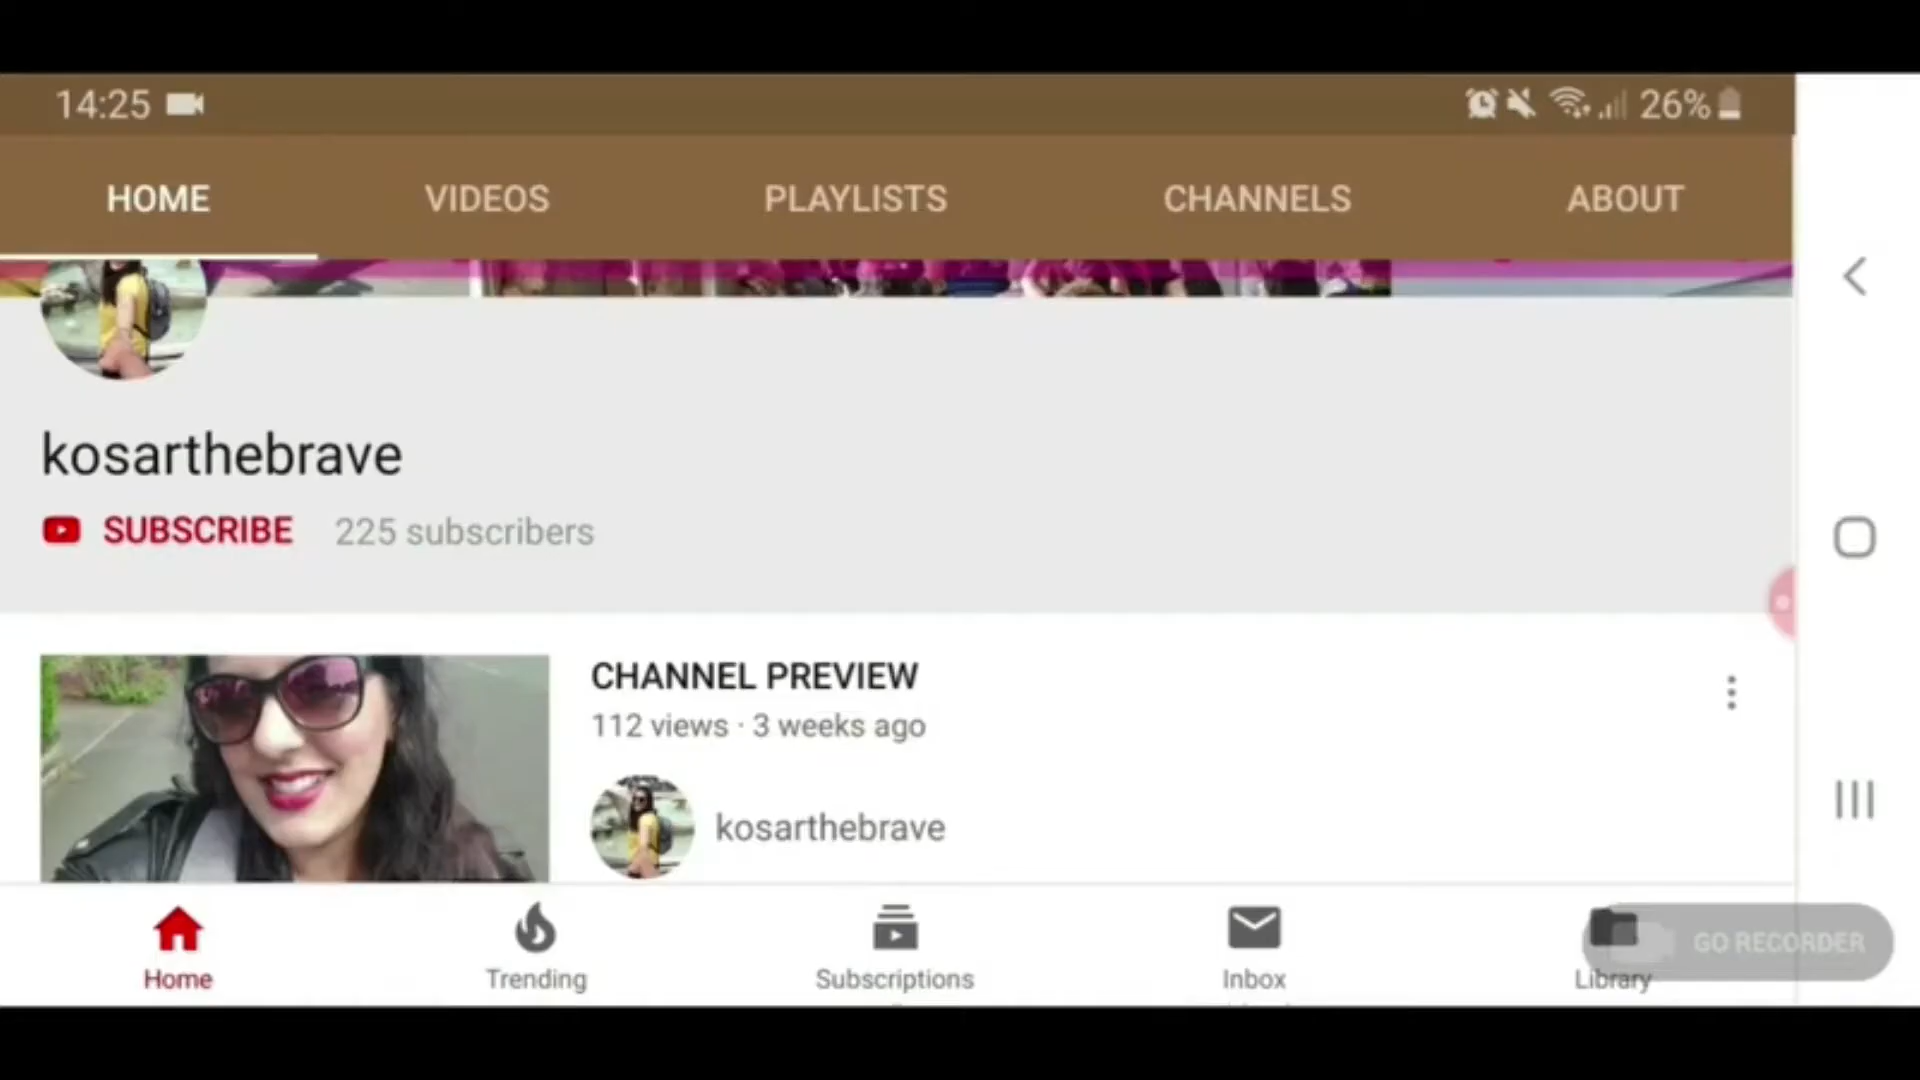 14:25 26%
HOME VIDEOS PLAYLISTS CHANNELS ABOUT
kosarthebrave
SUBSCRIBE 225 subscribers
CHANNEL PREVIEW
112 views · 3 weeks ago
kosarthebrave
GO RECORDER
Home Trending Subscriptions Inbox Library